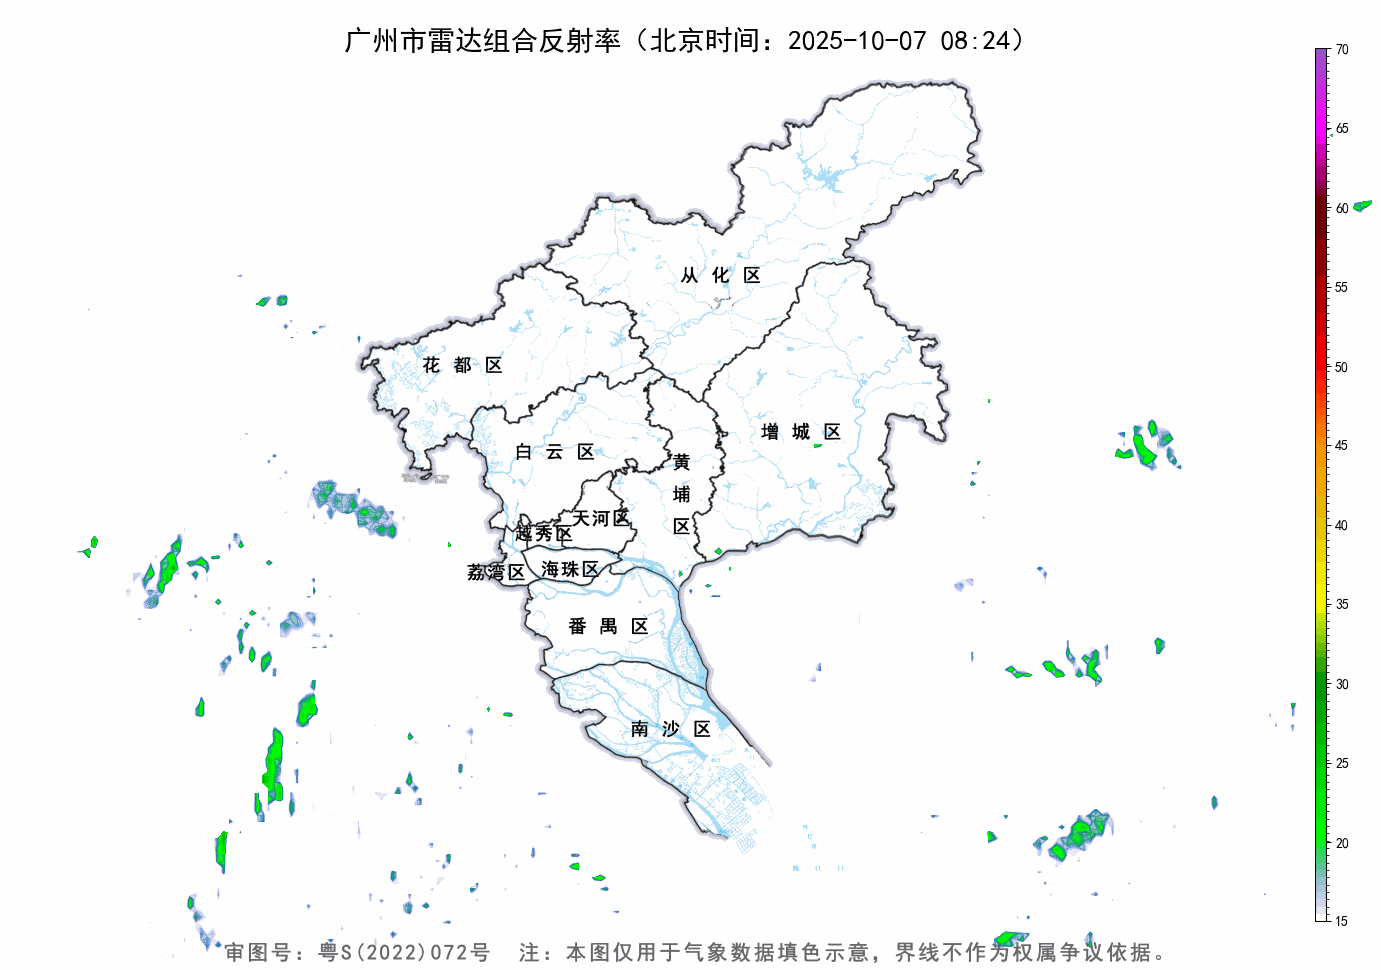 广州市雷达组合反射率（北京时间：2025-10-07 08:24）
70
65
60
55
50
45
40
35
30
25
20
15
从化区
花都区
增城区
白云区
黄埔区
天河区
越秀区
荔湾区
海珠区
番禺区
南沙区
审图号：粤S(2022)072号 注：本图仅用于气象数据填色示意，界线不作为权属争议依据。